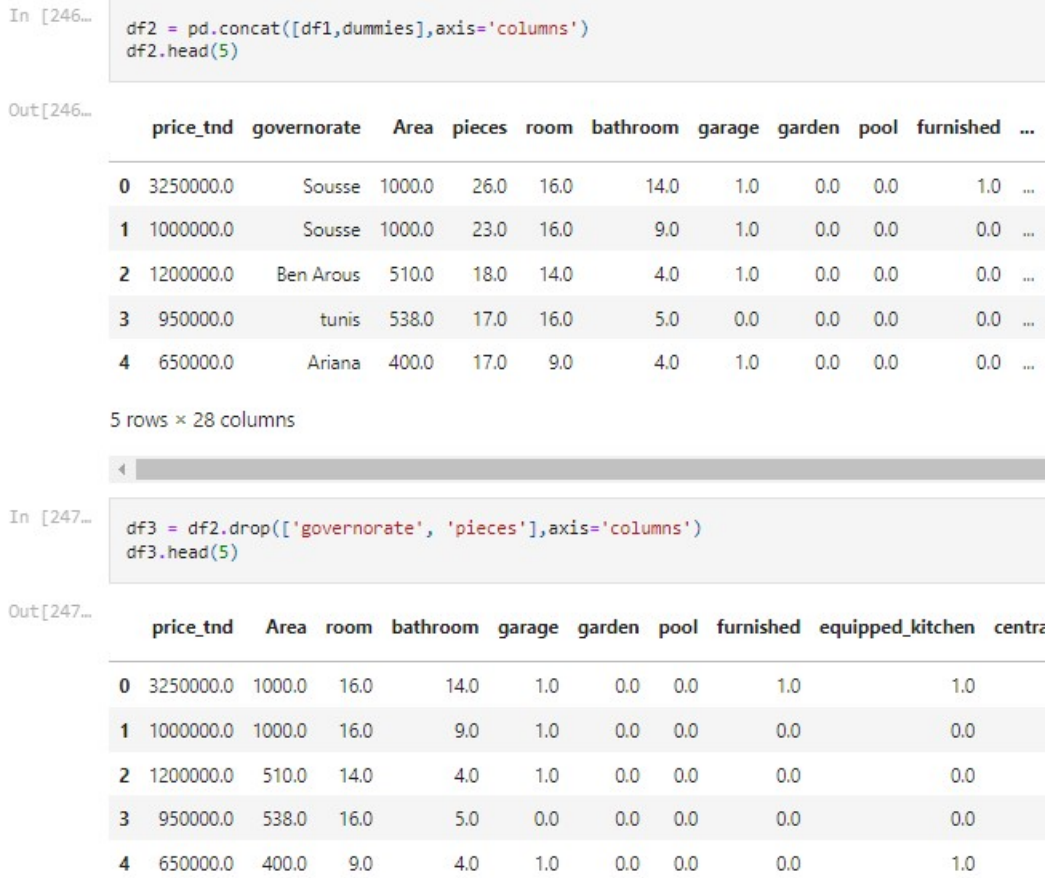 In [246…
df2 = pd.concat([df1,dummies],axis='columns')
df2.head(5)
Out[246…
price_tnd governorate Area pieces room bathroom garage garden pool furnished ...
0 3250000.0 Sousse 1000.0 26.0 16.0 14.0 1.0 0.0 0.0 1.0 ...
1 1000000.0 Sousse 1000.0 23.0 16.0 9.0 1.0 0.0 0.0 0.0 ...
2 1200000.0 Ben Arous 510.0 18.0 14.0 4.0 1.0 0.0 0.0 0.0 ...
3 950000.0 tunis 538.0 17.0 16.0 5.0 0.0 0.0 0.0 0.0 ...
4 650000.0 Ariana 400.0 17.0 9.0 4.0 1.0 0.0 0.0 0.0 ...
5 rows × 28 columns
In [247…
df3 = df2.drop(['governorate', 'pieces'],axis='columns')
df3.head(5)
Out[247…
price_tnd Area room bathroom garage garden pool furnished equipped_kitchen centra
0 3250000.0 1000.0 16.0 14.0 1.0 0.0 0.0 1.0 1.0
1 1000000.0 1000.0 16.0 9.0 1.0 0.0 0.0 0.0 0.0
2 1200000.0 510.0 14.0 4.0 1.0 0.0 0.0 0.0 0.0
3 950000.0 538.0 16.0 5.0 0.0 0.0 0.0 0.0 0.0
4 650000.0 400.0 9.0 4.0 1.0 0.0 0.0 0.0 1.0